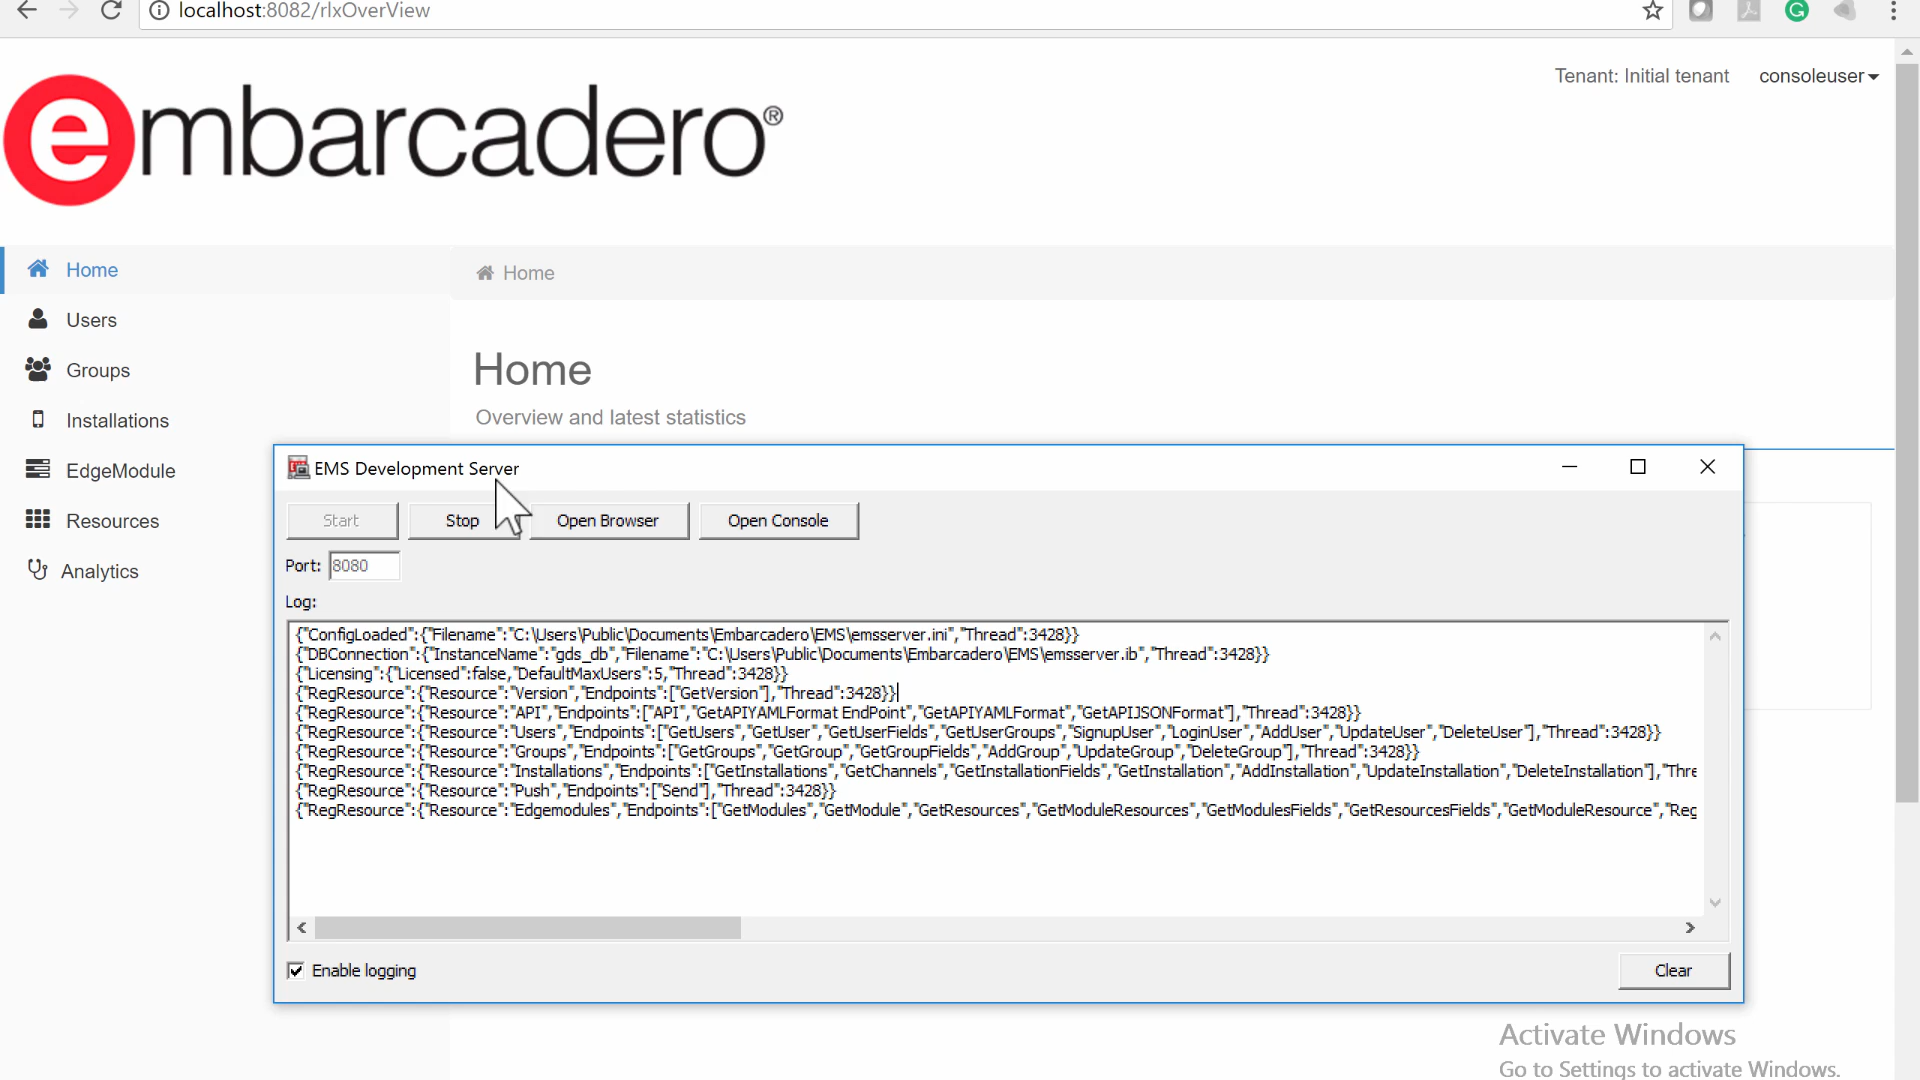 localhost:8082/rlxOverView
Tenant: Initial tenant consoleuser
embarcadero®
Home
Users
Groups
Installations
EdgeModule
Resources
Analytics
Home
Home
Overview and latest statistics
EMS Development Server
Start Stop Open Browser Open Console
Port: 8080
Log:
{"ConfigLoaded":{"Filename":"C:\Users\Public\Documents\Embarcadero\EMS\emsserver.ini","Thread":3428}}
{"DBConnection":{"InstanceName":"gds_db","Filename":"C:\Users\Public\Documents\Embarcadero\EMS\emsserver.ib","Thread":3428}}
{"Licensing":{"Licensed":false,"DefaultMaxUsers":5,"Thread":3428}}
{"RegResource":{"Resource":"Version","Endpoints":["GetVersion"],"Thread":3428}}
{"RegResource":{"Resource":"API","Endpoints":["API","GetAPIYAMLFormat EndPoint","GetAPIYAMLFormat","GetAPIJSONFormat"],"Thread":3428}}
{"RegResource":{"Resource":"Users","Endpoints":["GetUsers","GetUser","GetUserFields","GetUserGroups","SignupUser","LoginUser","AddUser","UpdateUser","DeleteUser"],"Thread":3428}}
{"RegResource":{"Resource":"Groups","Endpoints":["GetGroups","GetGroup","GetGroupFields","AddGroup","UpdateGroup","DeleteGroup"],"Thread":3428}}
{"RegResource":{"Resource":"Installations","Endpoints":["GetInstallations","GetChannels","GetInstallationFields","GetInstallation","AddInstallation","UpdateInstallation","DeleteInstallation"],"Thre
{"RegResource":{"Resource":"Push","Endpoints":["Send"],"Thread":3428}}
{"RegResource":{"Resource":"Edgemodules","Endpoints":["GetModules","GetModule","GetResources","GetModuleResources","GetModulesFields","GetResourcesFields","GetModuleResource","Reg
Enable logging
Clear
Activate Windows
Go to Settings to activate Windows.